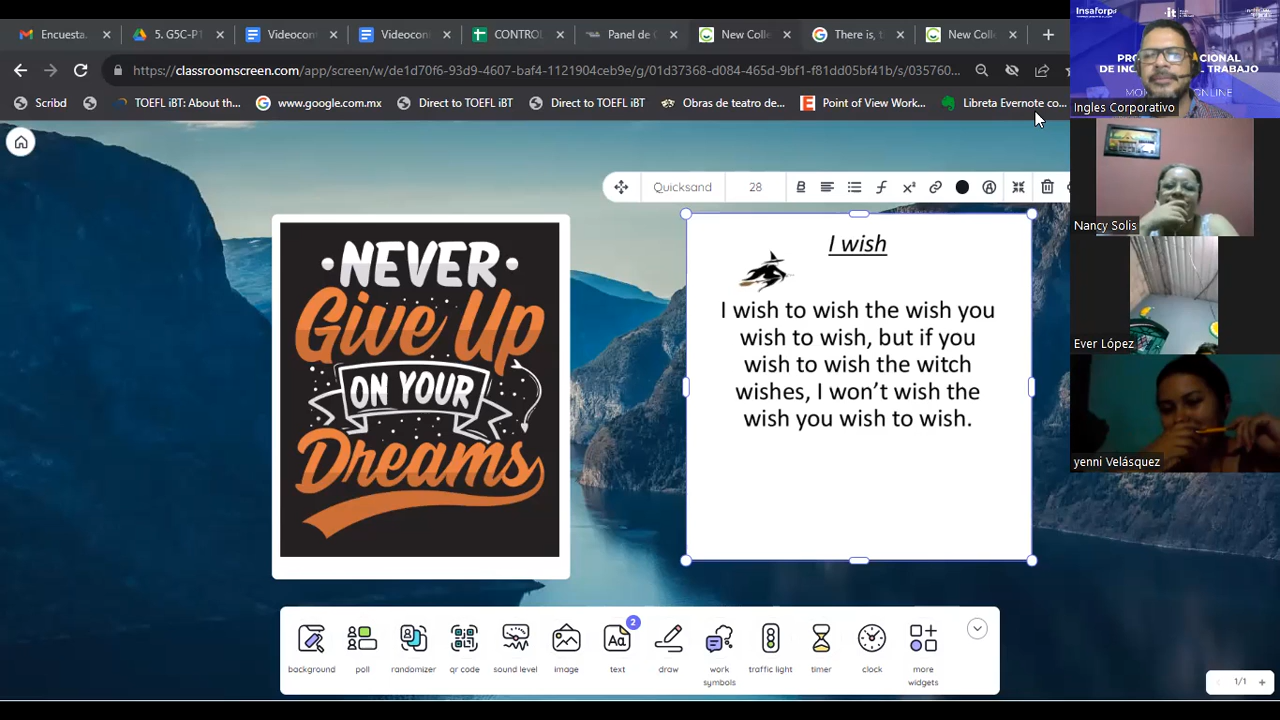 Encuesta.
5. G5C-P1
Videocon
Videocon
CONTROL
Panel de C
New Colle
There is, t
New Colle
https://classroomscreen.com/app/screen/w/de1d70f6-93d9-4607-baf4-1121904ceb9e/g/01d37368-d084-465d-9bf1-f81dd05bf41b/s/035760...
Scribd
TOEFL iBT: About th...
www.google.com.mx
Direct to TOEFL iBT
Direct to TOEFL iBT
Obras de teatro de...
Point of View Work...
Libreta Evernote co...
Quicksand
28
• NEVER •
Give Up
ON YOUR
Dreams
I wish
I wish to wish the wish you
wish to wish, but if you
wish to wish the witch
wishes, I won’t wish the
wish you wish to wish.
background
poll
randomizer
qr code
sound level
image
2
text
draw
work
symbols
traffic light
timer
clock
more
widgets
1/1
Insaforp
Ingles Corporativo
Nancy Solis
Ever López
yenni Velásquez